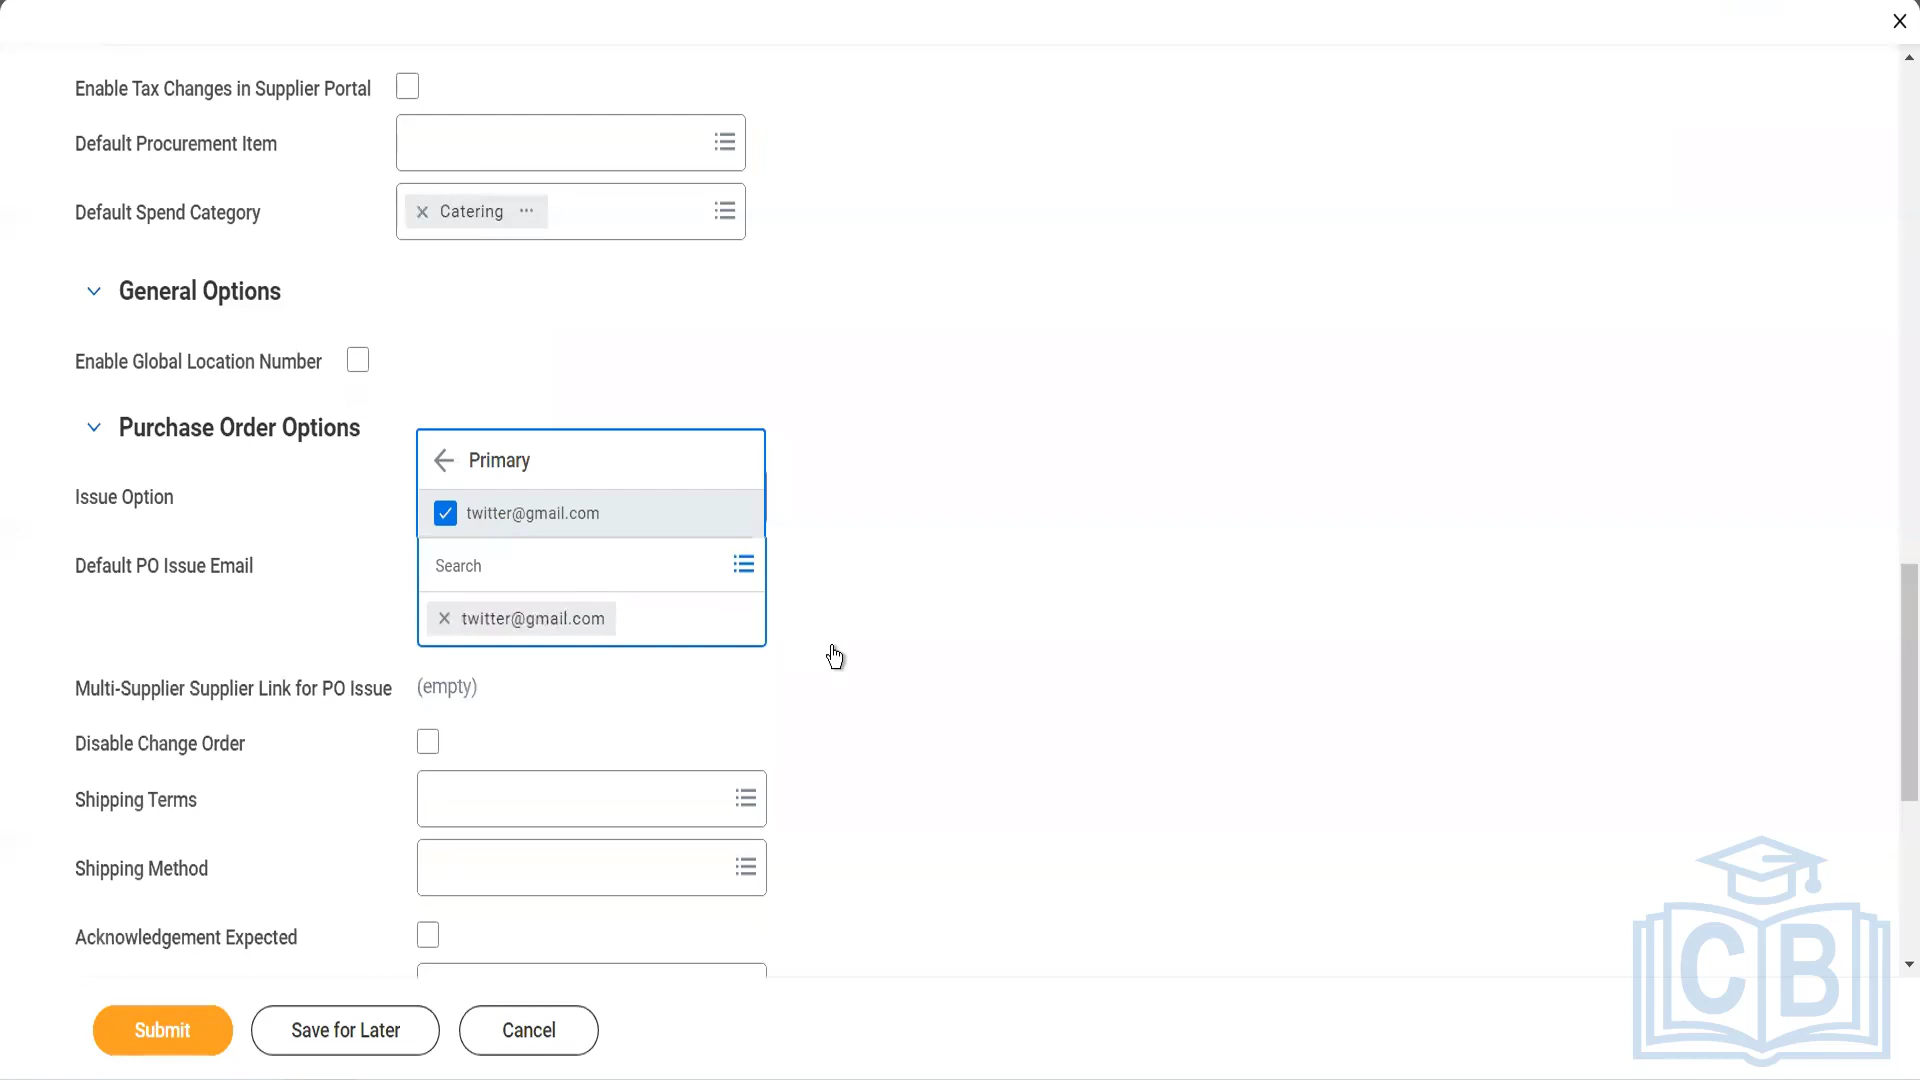 Enable Tax Changes in Supplier Portal
Default Procurement Item
Default Spend Category
Catering
General Options
Enable Global Location Number
Purchase Order Options
Primary
Issue Option
twitter@gmail.com
Default PO Issue Email
Search
twitter@gmail.com
Multi-Supplier Supplier Link for PO Issue (empty)
Disable Change Order
Shipping Terms
Shipping Method
Acknowledgement Expected
Submit
Save for Later
Cancel
CB